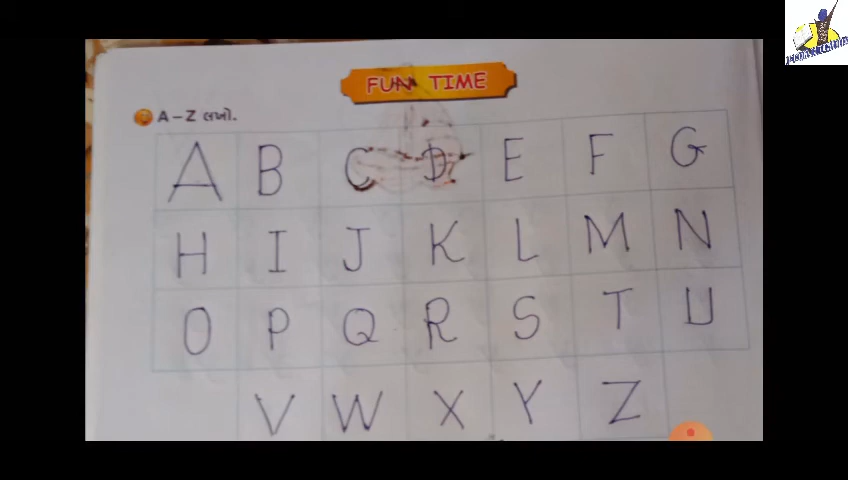 FUN TIME
A – Z લખો.
A B C D E F G
H I J K L M N
O P Q R S T U
V W X Y Z